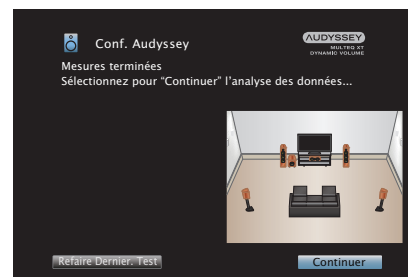 Conf. Audyssey
AUDYSSEY
MULTEQ XT
DYNAMIC VOLUME
Mesures terminées
Sélectionnez pour “Continuer” l’analyse des données...
Refaire Dernier. Test
Continuer